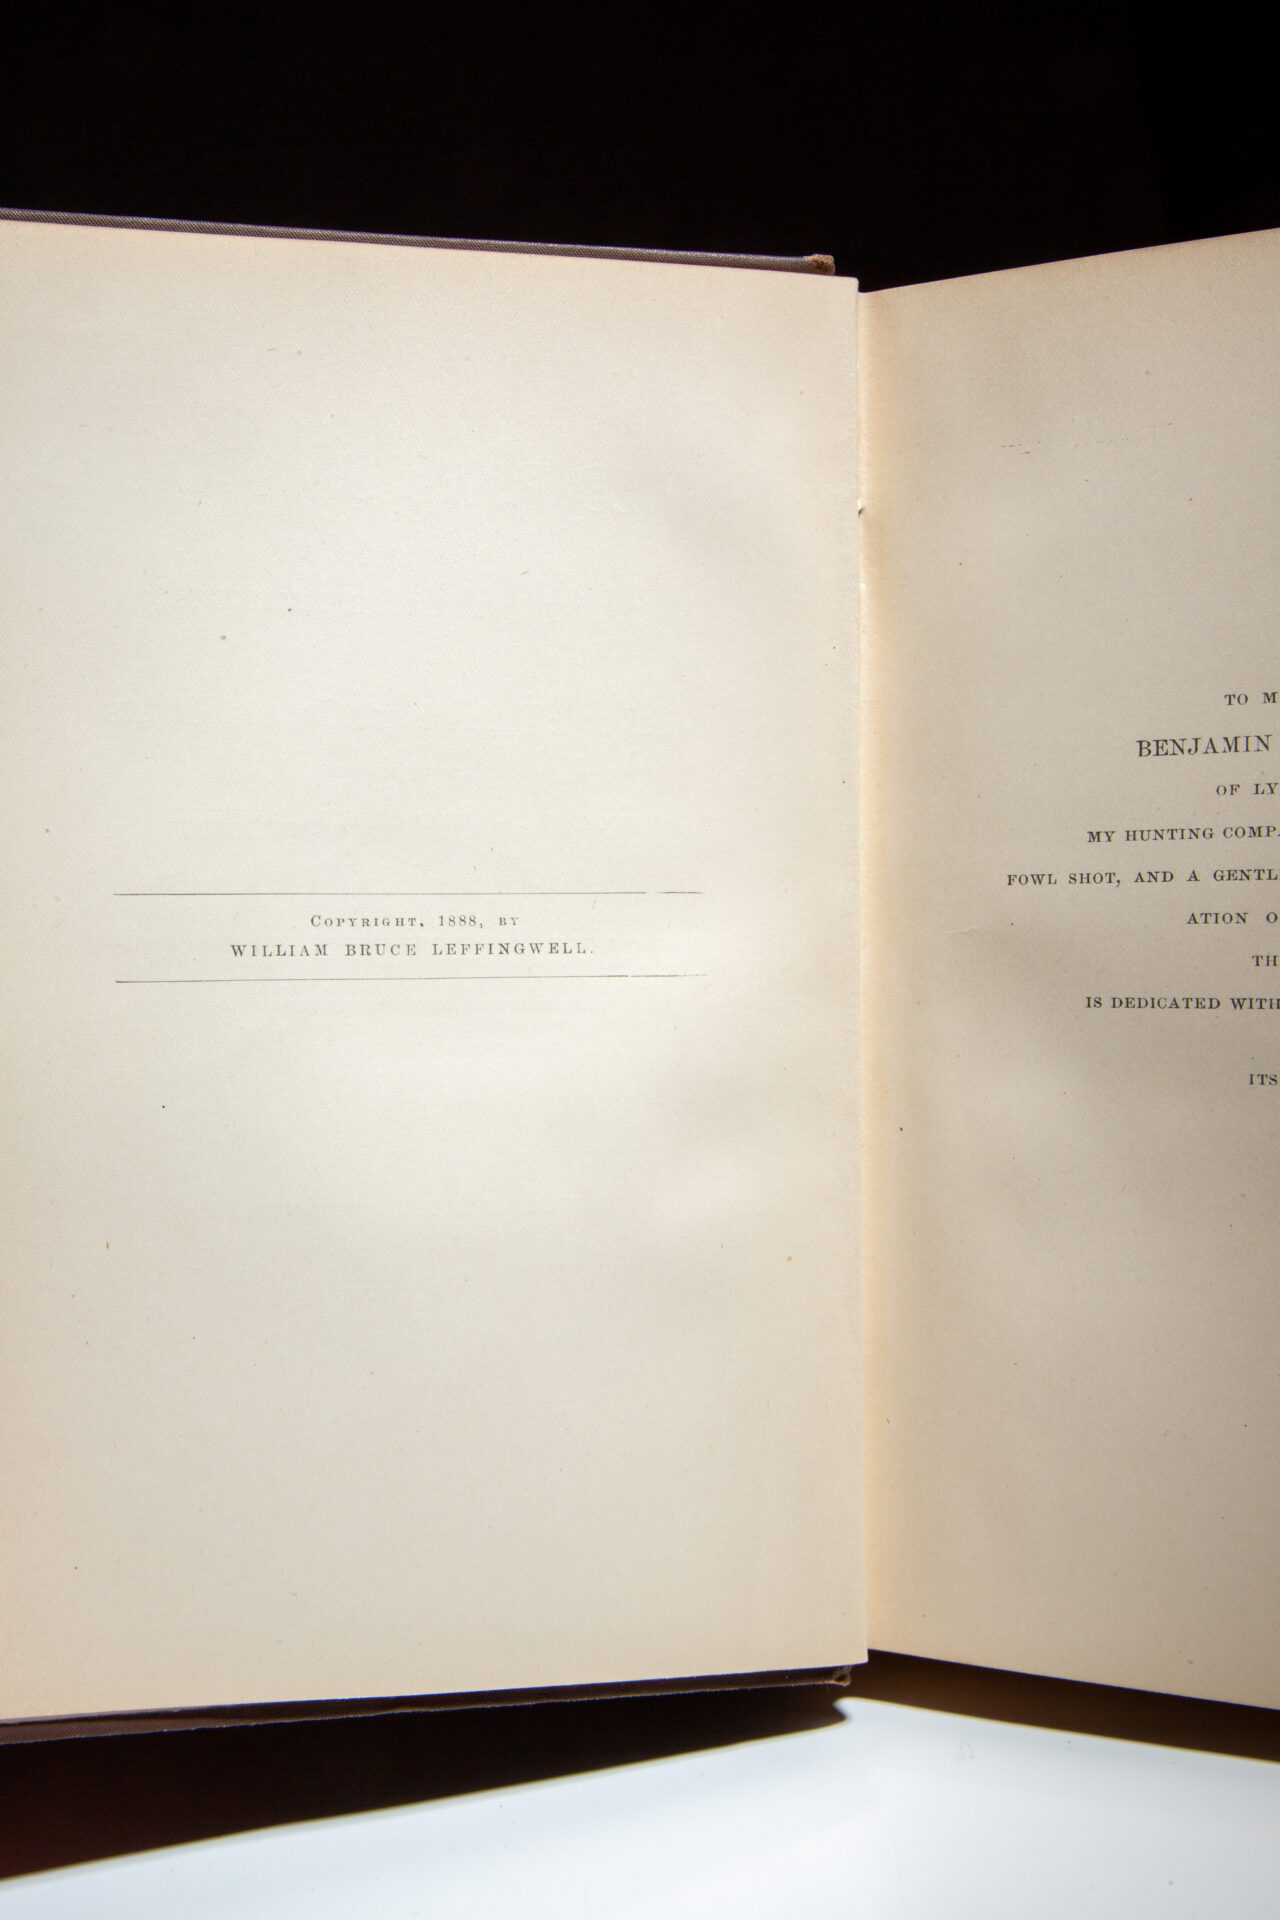 Copyright, 1888, by
WILLIAM BRUCE LEFFINGWELL.
TO M
BENJAMIN
OF LY
MY HUNTING COMPA
FOWL SHOT, AND A GENTL
ATION O
TH
IS DEDICATED WITH
ITS